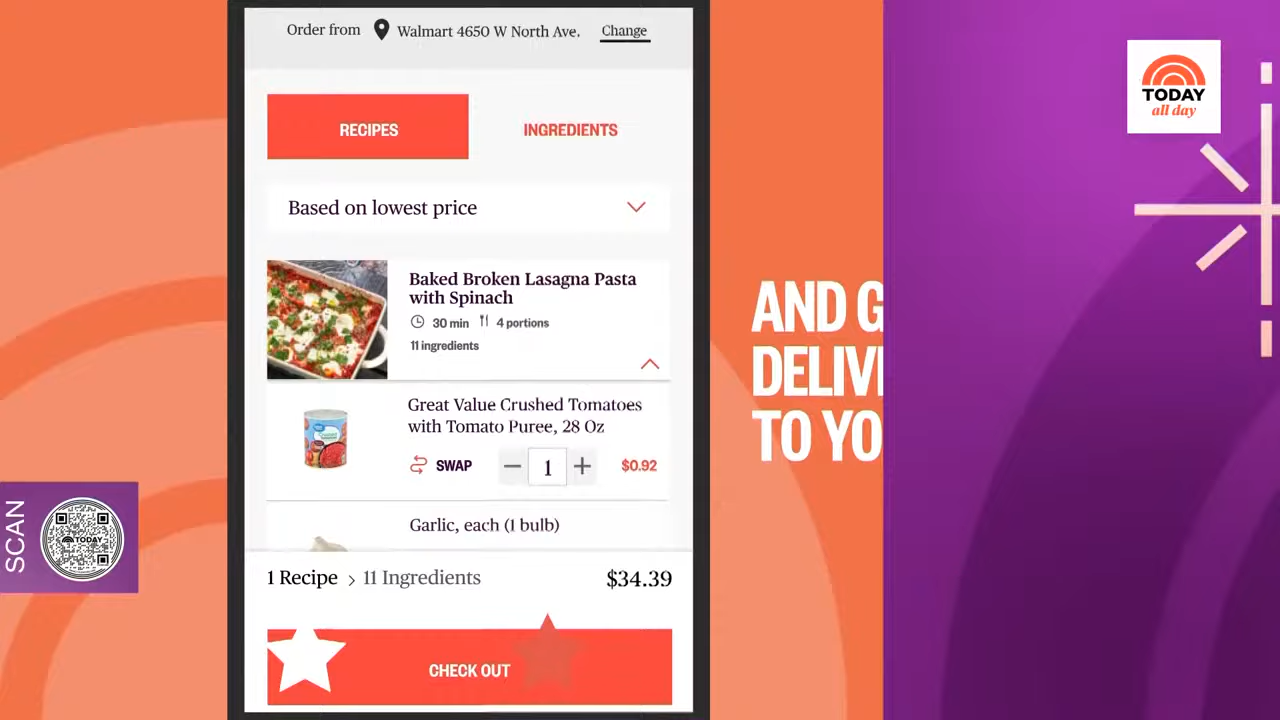 Order from Walmart 4650 W North Ave. Change
RECIPES INGREDIENTS
Based on lowest price
Baked Broken Lasagna Pasta
with Spinach
30 min 4 portions
11 ingredients
Great Value Crushed Tomatoes
with Tomato Puree, 28 Oz
SWAP 1 $0.92
Garlic, each (1 bulb)
1 Recipe > 11 Ingredients $34.39
CHECK OUT
AND G
DELIV
TO YO
TODAY
all day
SCAN
TODAY